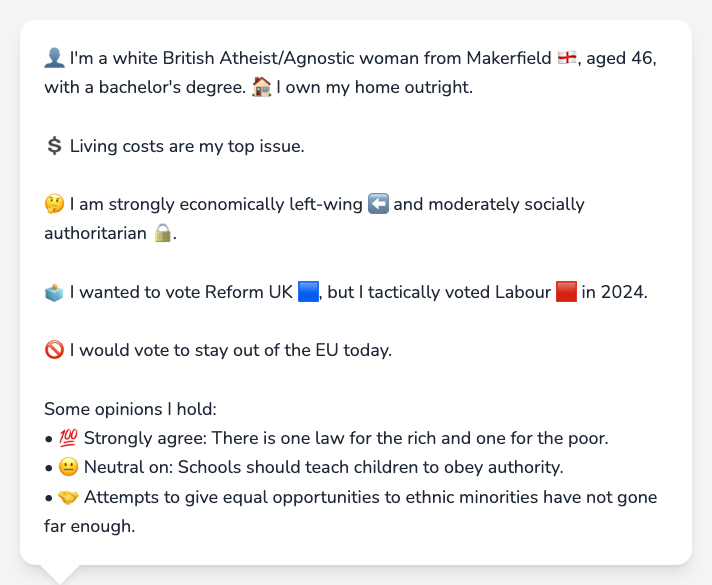 👤 I'm a white British Atheist/Agnostic woman from Makerfield 🏴󠁧󠁢󠁥󠁮󠁧󠁿, aged 46,
with a bachelor's degree. 🏠 I own my home outright.
💲 Living costs are my top issue.
🤔 I am strongly economically left-wing ⬅️ and moderately socially
authoritarian 🔒.
🗳️ I wanted to vote Reform UK 🟦, but I tactically voted Labour 🟥 in 2024.
🚫 I would vote to stay out of the EU today.
Some opinions I hold:
• 💯 Strongly agree: There is one law for the rich and one for the poor.
• 😐 Neutral on: Schools should teach children to obey authority.
• 🤝 Attempts to give equal opportunities to ethnic minorities have not gone
far enough.